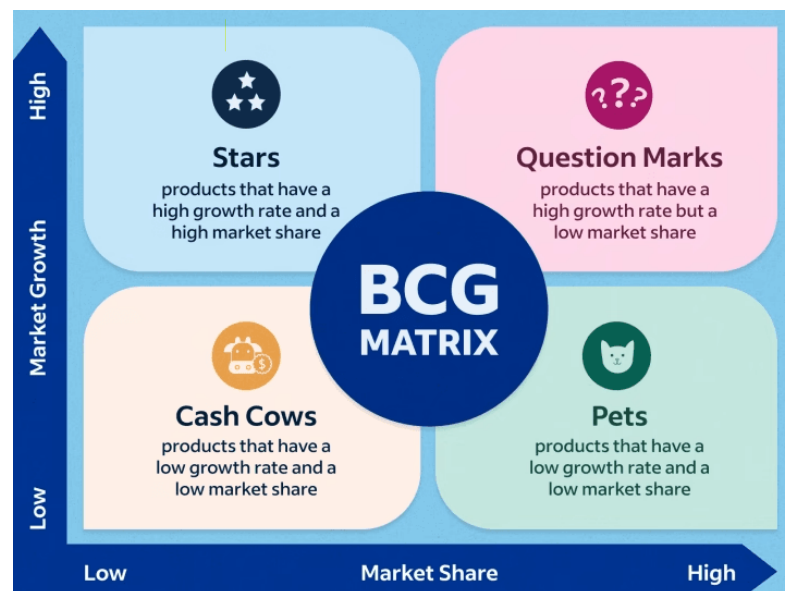 High
Market Growth
Low
Stars
products that have a
high growth rate and a
high market share
???
Question Marks
products that have a
high growth rate but a
low market share
BCG
MATRIX
$
Cash Cows
products that have a
low growth rate and a
low market share
Pets
products that have a
low growth rate and a
low market share
Low
Market Share
High